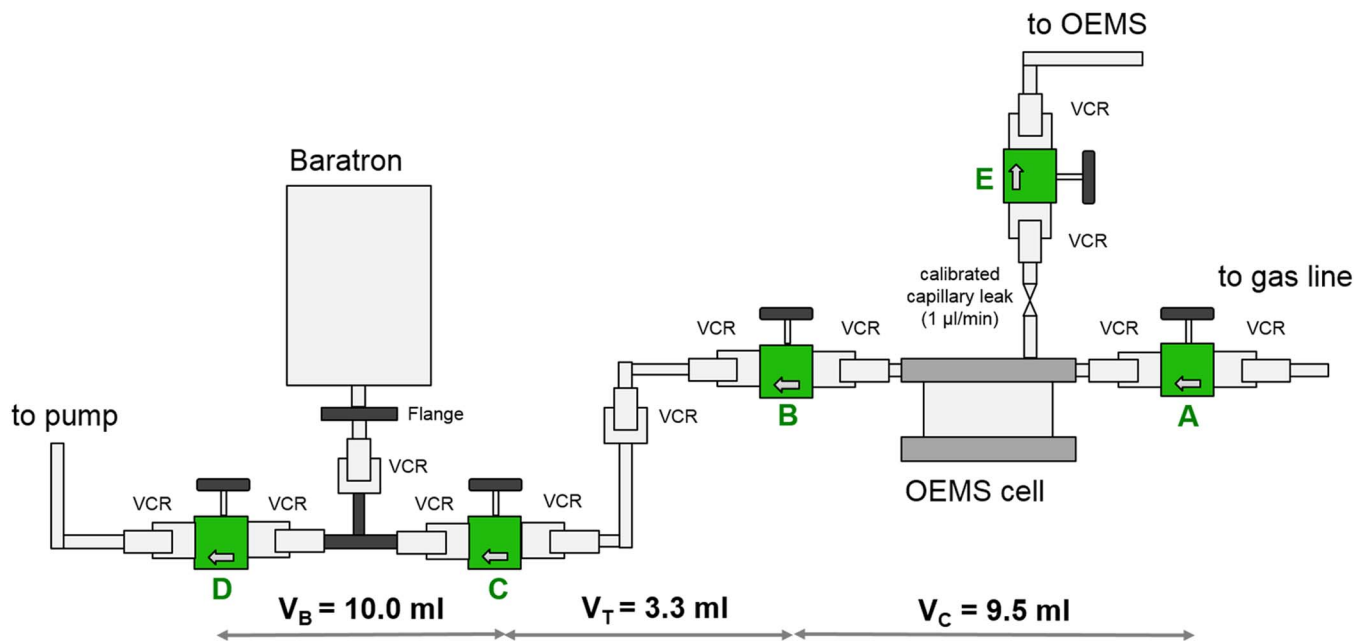 to OEMS
VCR
Baratron
E
VCR
calibrated
capillary leak
(1 µl/min)
to gas line
VCR
VCR
VCR
VCR
B
A
to pump
Flange
VCR
VCR
OEMS cell
VCR
VCR
VCR
VCR
D
C
V_B = 10.0 ml
V_T = 3.3 ml
V_C = 9.5 ml